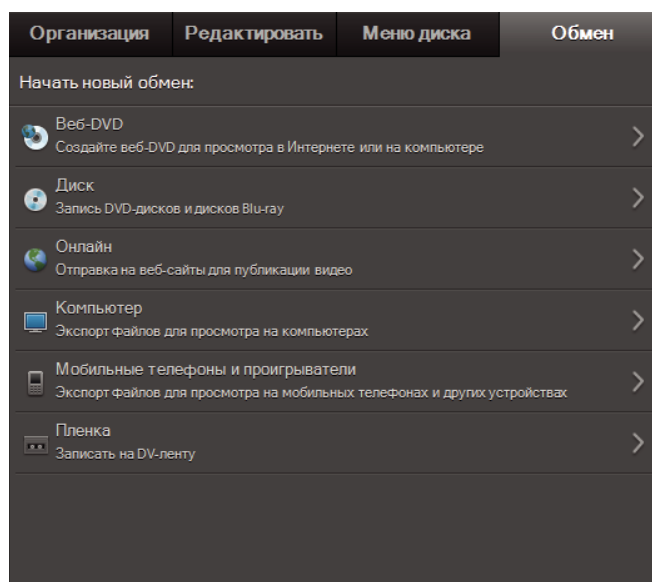 Организация Редактировать Меню диска Обмен
Начать новый обмен:
Веб-DVD
Создайте веб-DVD для просмотра в Интернете или на компьютере
Диск
Запись DVD-дисков и дисков Blu-ray
Онлайн
Отправка на веб-сайты для публикации видео
Компьютер
Экспорт файлов для просмотра на компьютерах
Мобильные телефоны и проигрыватели
Экспорт файлов для просмотра на мобильных телефонах и других устройствах
Пленка
Записать на DV-ленту